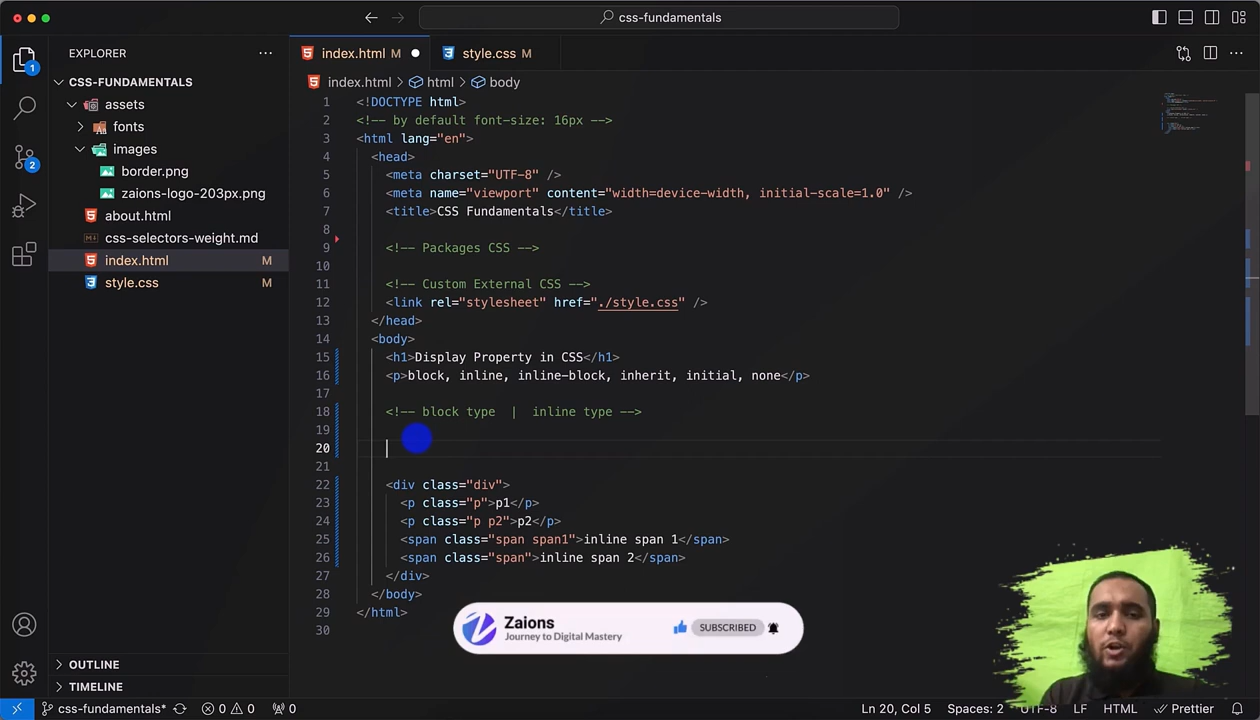 css-fundamentals
EXPLORER
CSS-FUNDAMENTALS
assets
fonts
images
border.png
zaions-logo-203px.png
about.html
css-selectors-weight.md
index.html M
style.css M
OUTLINE
TIMELINE
1
2
index.html M
style.css M
index.html > html > body
1 <!DOCTYPE html>
2 <!-- by default font-size: 16px -->
3 <html lang="en">
4 <head>
5 <meta charset="UTF-8" />
6 <meta name="viewport" content="width=device-width, initial-scale=1.0" />
7 <title>CSS Fundamentals</title>
8
9 <!-- Packages CSS -->
10
11 <!-- Custom External CSS -->
12 <link rel="stylesheet" href="./style.css" />
13 </head>
14 <body>
15 <h1>Display Property in CSS</h1>
16 <p>block, inline, inline-block, inherit, initial, none</p>
17
18 <!-- block type | inline type -->
19
20
21
22 <div class="div">
23 <p class="p">p1</p>
24 <p class="p p2">p2</p>
25 <span class="span span1">inline span 1</span>
26 <span class="span">inline span 2</span>
27 </div>
28 </body>
29 </html>
30
Zaions
Journey to Digital Mastery
SUBSCRIBED
css-fundamentals* 0 0 0
Ln 20, Col 5 Spaces: 2 UTF-8 LF HTML Prettier